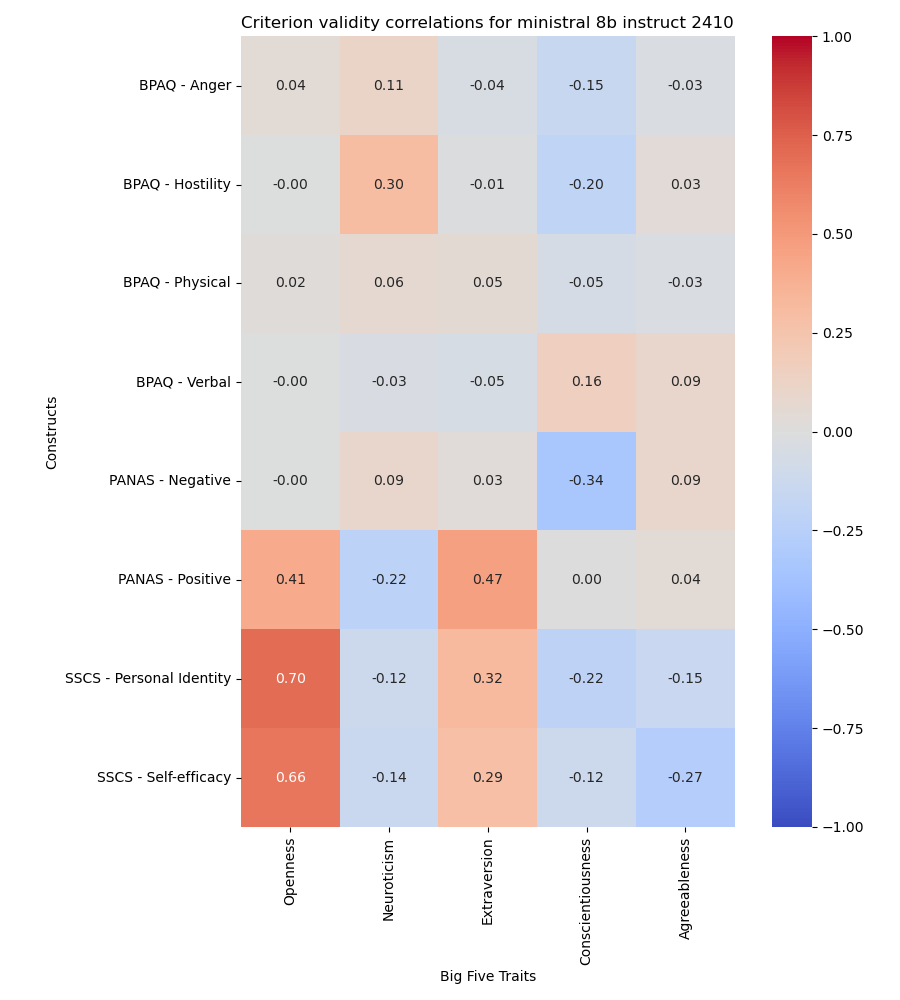 Criterion validity correlations for ministral 8b instruct 2410
BPAQ - Anger 0.04 0.11 -0.04 -0.15 -0.03
BPAQ - Hostility -0.00 0.30 -0.01 -0.20 0.03
BPAQ - Physical 0.02 0.06 0.05 -0.05 -0.03
BPAQ - Verbal -0.00 -0.03 -0.05 0.16 0.09
PANAS - Negative -0.00 0.09 0.03 -0.34 0.09
PANAS - Positive 0.41 -0.22 0.47 0.00 0.04
SSCS - Personal Identity 0.70 -0.12 0.32 -0.22 -0.15
SSCS - Self-efficacy 0.66 -0.14 0.29 -0.12 -0.27
Constructs
Openness
Neuroticism
Extraversion
Conscientiousness
Agreeableness
Big Five Traits
1.00
0.75
0.50
0.25
0.00
−0.25
−0.50
−0.75
−1.00